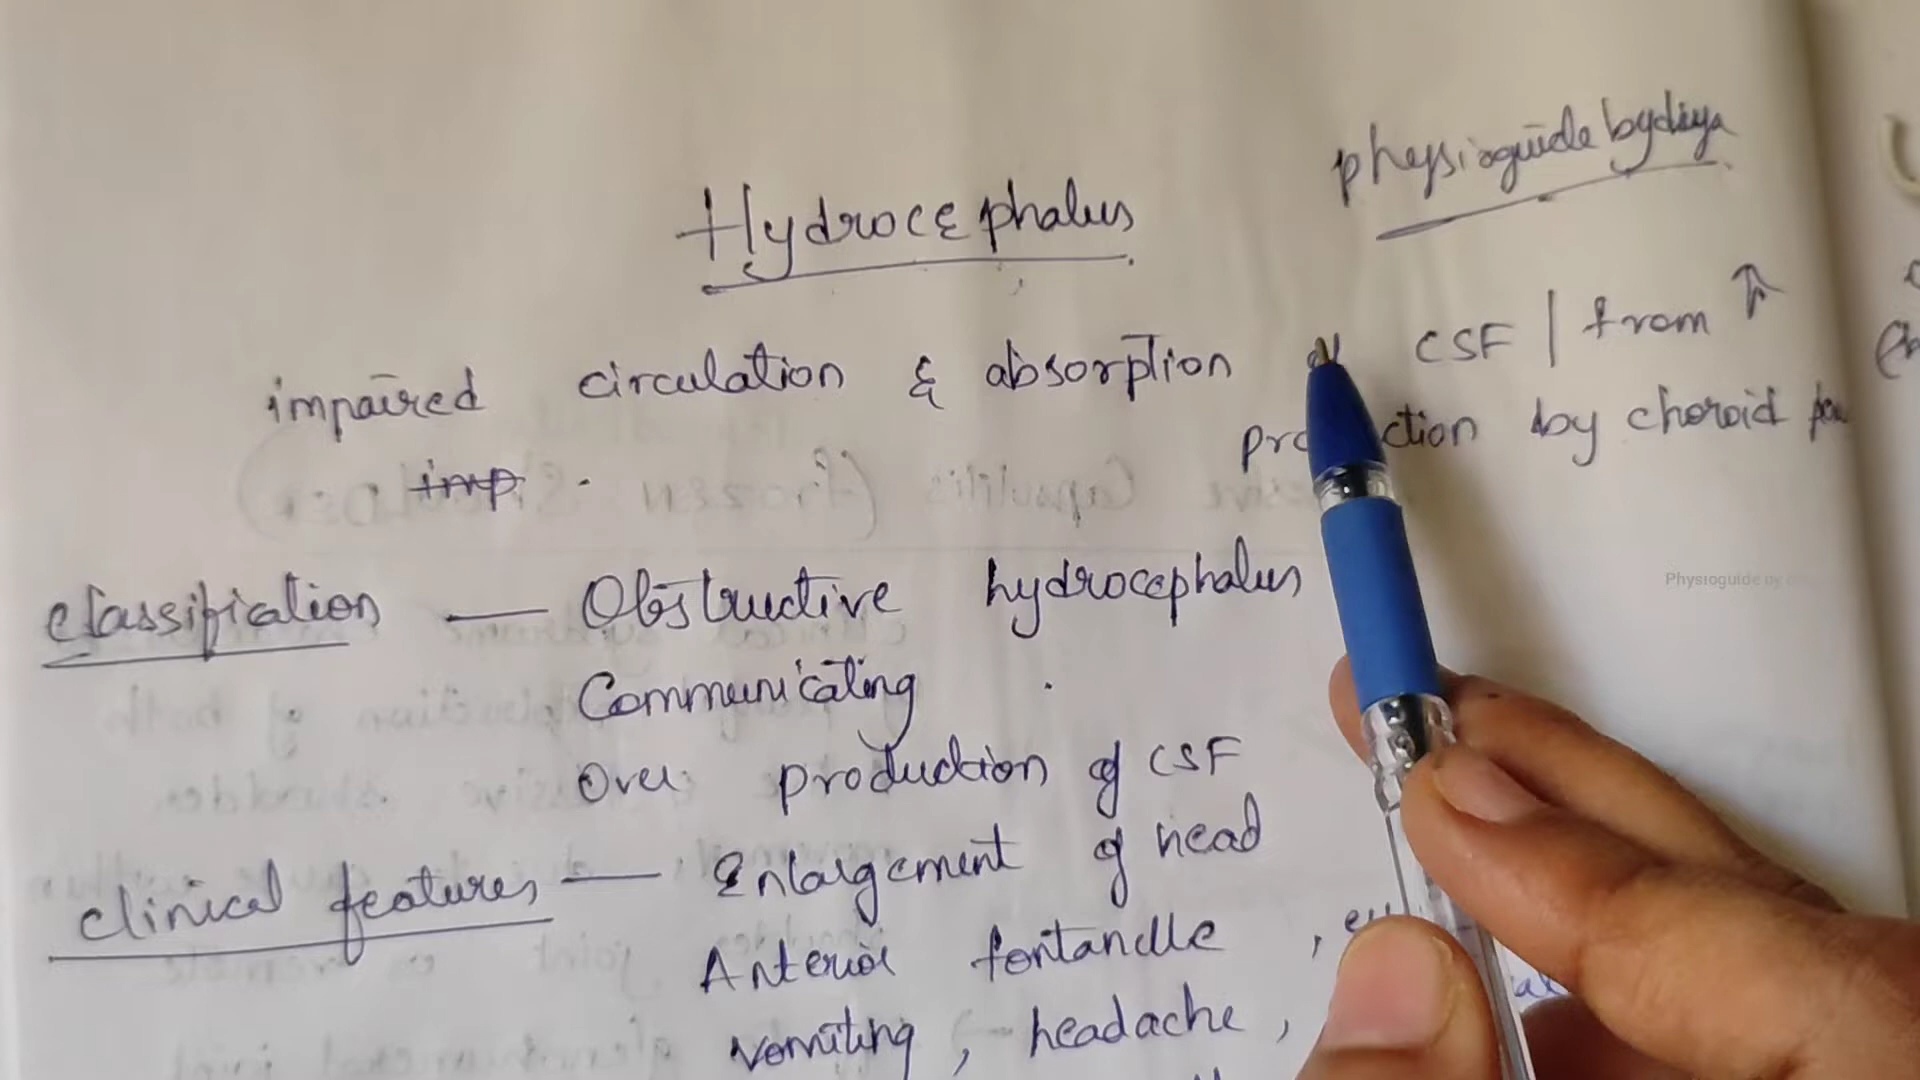 physioguidebydiya
Hydrocephalus
impaired circulation & absorption CSF | from ↑
production by choroid
imp
classification — Obstructive hydrocephalus
Communicating
Over production of CSF
clinical features — Enlargement of head
Anterior fontanelle ,
vomiting , headache ,
Physioguide by